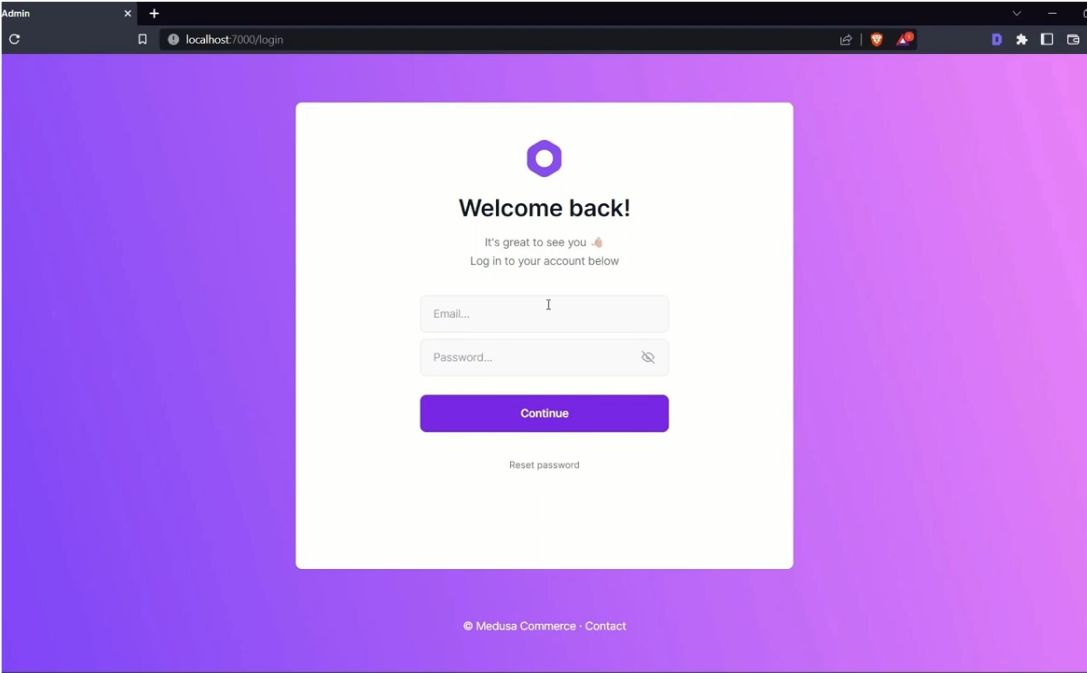 Admin
localhost:7000/login
Welcome back!
It's great to see you 👋🏼
Log in to your account below
Email...
Password...
Continue
Reset password
© Medusa Commerce · Contact